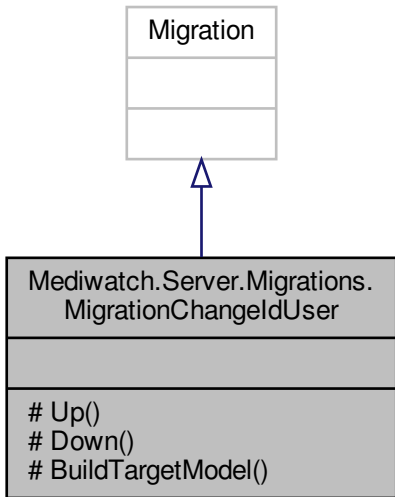 Migration
Mediwatch.Server.Migrations.
MigrationChangeIdUser
# Up()
# Down()
# BuildTargetModel()